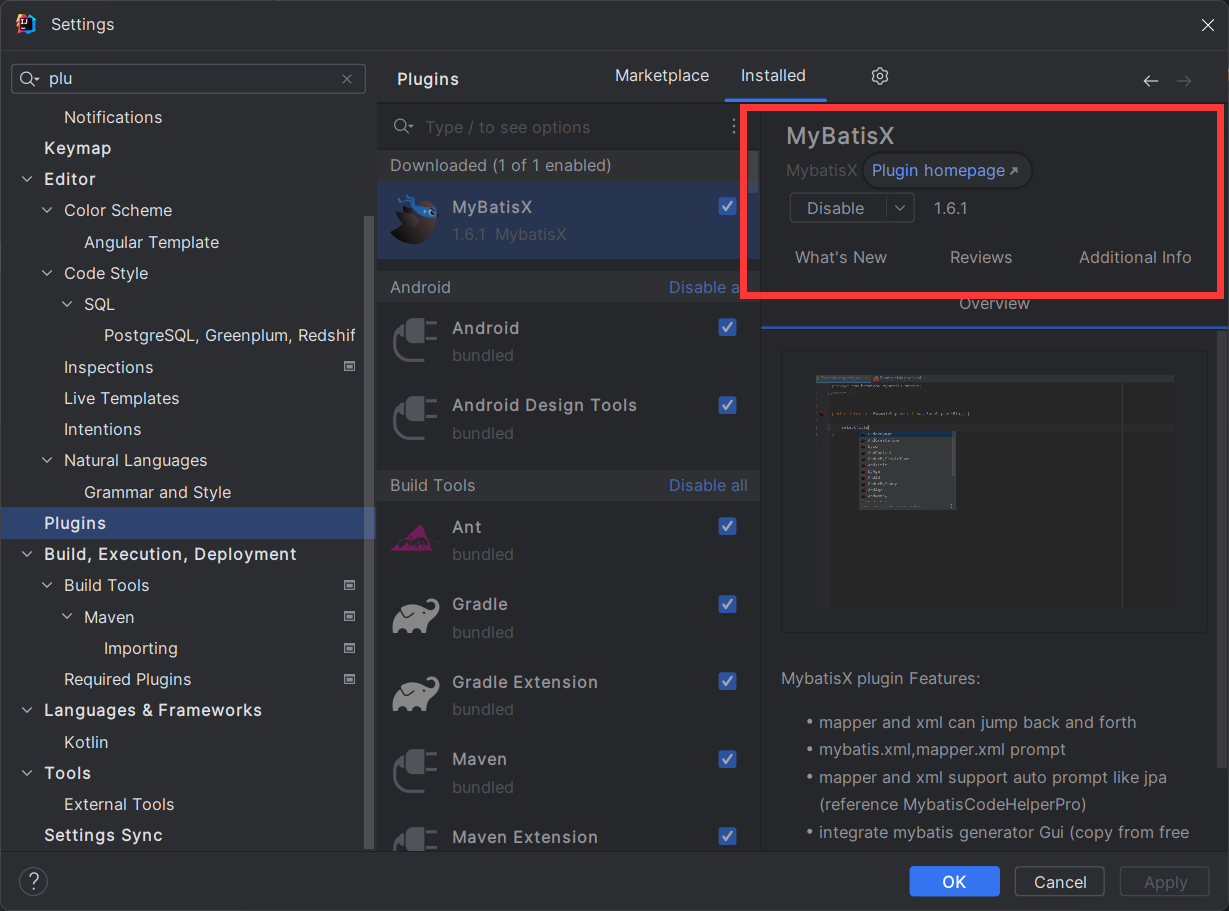 Settings
plu
Notifications
Keymap
Editor
Color Scheme
Angular Template
Code Style
SQL
PostgreSQL, Greenplum, Redshif
Inspections
Live Templates
Intentions
Natural Languages
Grammar and Style
Plugins
Build, Execution, Deployment
Build Tools
Maven
Importing
Required Plugins
Languages & Frameworks
Kotlin
Tools
External Tools
Settings Sync
Plugins
Marketplace
Installed
Type / to see options
Downloaded (1 of 1 enabled)
MyBatisX
1.6.1 MybatisX
Android
Disable a
Android
bundled
Android Design Tools
bundled
Build Tools
Disable all
Ant
bundled
Gradle
bundled
Gradle Extension
bundled
Maven
bundled
Maven Extension
MyBatisX
MybatisX
Plugin homepage ↗
Disable
1.6.1
What's New
Reviews
Additional Info
Overview
MybatisX plugin Features:
• mapper and xml can jump back and forth
• mybatis.xml,mapper.xml prompt
• mapper and xml support auto prompt like jpa
(reference MybatisCodeHelperPro)
• integrate mybatis generator Gui (copy from free
?
OK
Cancel
Apply